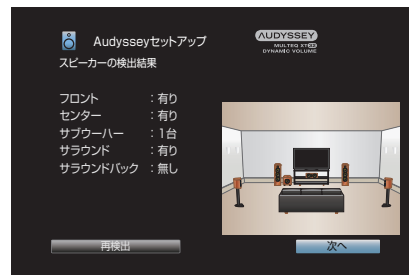 Audysseyセットアップ
AUDYSSEY
MULTEQ XT32
DYNAMIC VOLUME
スピーカーの検出結果
フロント ：有り
センター ：有り
サブウーハー ：1台
サラウンド ：有り
サラウンドバック ：無し
再検出
次へ